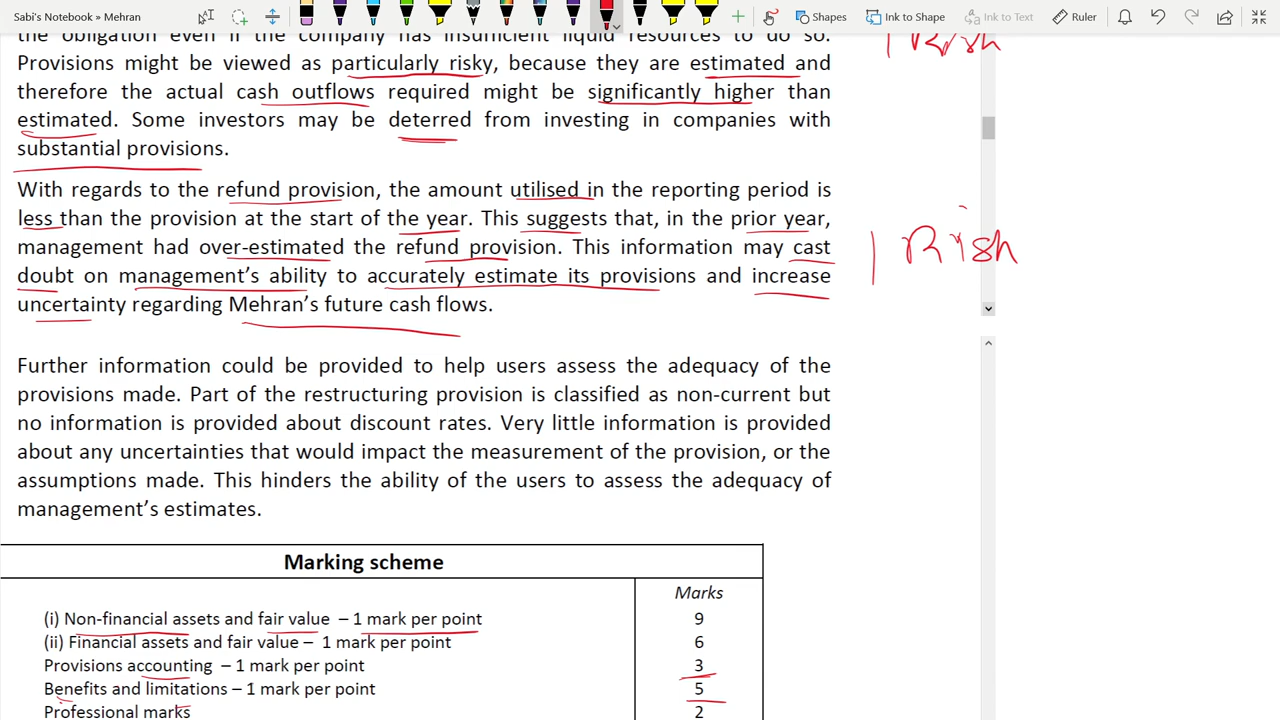 Sabi's Notebook » Mehran
Shapes
Ink to Shape
Ink to Text
Ruler
the obligation even if the company has insufficient liquid resources to do so.
Provisions might be viewed as particularly risky, because they are estimated and
therefore the actual cash outflows required might be significantly higher than
estimated. Some investors may be deterred from investing in companies with
substantial provisions.
With regards to the refund provision, the amount utilised in the reporting period is
less than the provision at the start of the year. This suggests that, in the prior year,
management had over-estimated the refund provision. This information may cast
doubt on management's ability to accurately estimate its provisions and increase
uncertainty regarding Mehran's future cash flows.
Further information could be provided to help users assess the adequacy of the
provisions made. Part of the restructuring provision is classified as non-current but
no information is provided about discount rates. Very little information is provided
about any uncertainties that would impact the measurement of the provision, or the
assumptions made. This hinders the ability of the users to assess the adequacy of
management's estimates.
Marking scheme
Marks
(i) Non-financial assets and fair value – 1 mark per point 9
(ii) Financial assets and fair value – 1 mark per point 6
Provisions accounting – 1 mark per point 3
Benefits and limitations – 1 mark per point 5
Professional marks 2